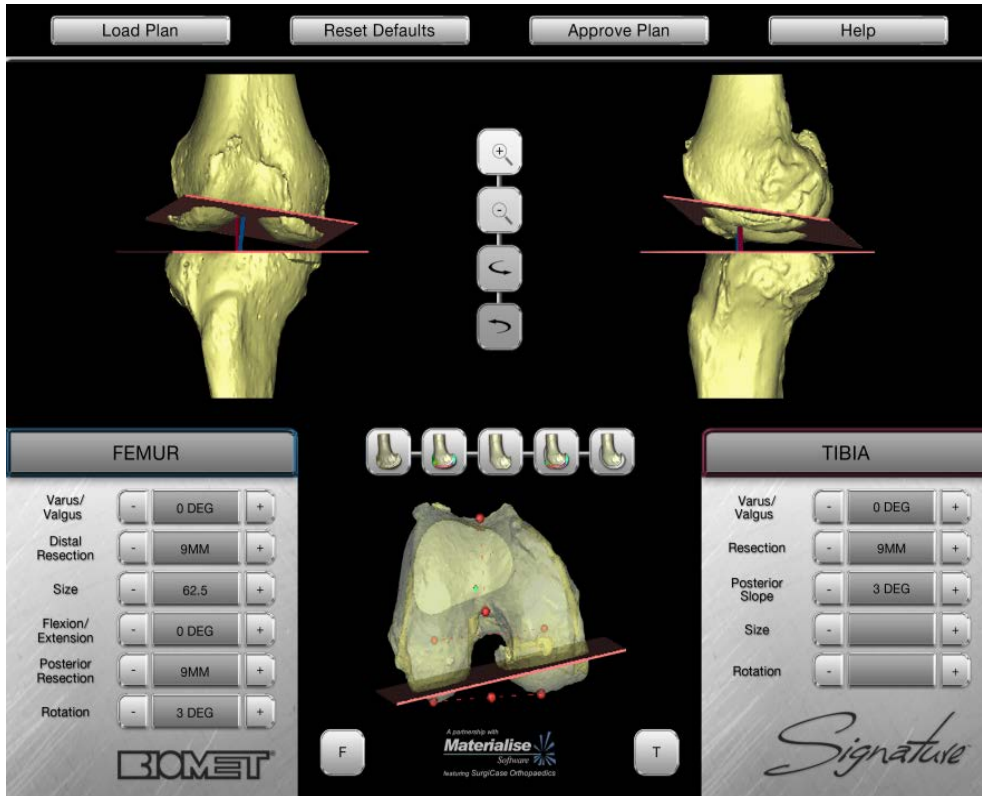 Load Plan
Reset Defaults
Approve Plan
Help
FEMUR
Varus/
Valgus
-
0 DEG
+
Distal
Resection
-
9MM
+
Size
-
62.5
+
Flexion/
Extension
-
0 DEG
+
Posterior
Resection
-
9MM
+
Rotation
-
3 DEG
+
BIOMET®
F
A partnership with
Materialise
Software
featuring SurgiCase Orthopaedics
T
TIBIA
Varus/
Valgus
-
0 DEG
+
Resection
-
9MM
+
Posterior
Slope
-
3 DEG
+
Size
-
+
Rotation
-
+
Signature™